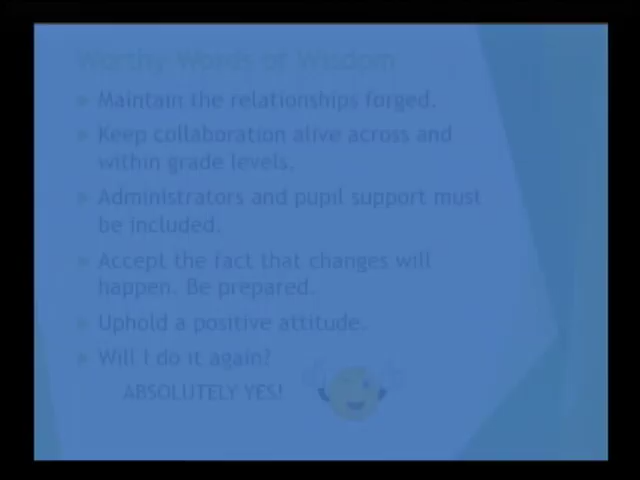 Worthy Words of Wisdom
Maintain the relationships forged.
Keep collaboration alive across and
within grade levels.
Administrators and pupil support must
be included.
Accept the fact that changes will
happen. Be prepared.
Uphold a positive attitude.
Will I do it again?
ABSOLUTELY YES!